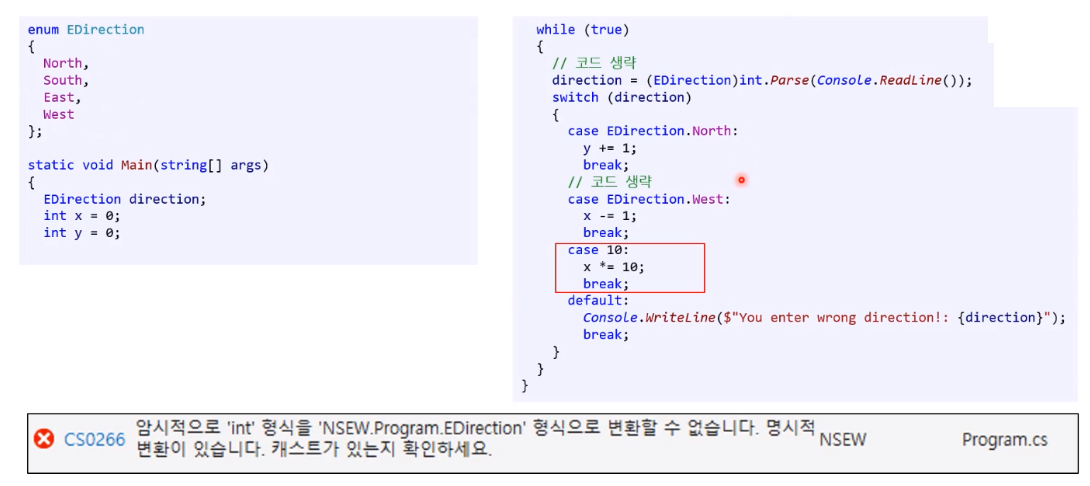 enum EDirection
{
North,
South,
East,
West
};
static void Main(string[] args)
{
EDirection direction;
int x = 0;
int y = 0;
while (true)
{
// 코드 생략
direction = (EDirection)int.Parse(Console.ReadLine());
switch (direction)
{
case EDirection.North:
y += 1;
break;
// 코드 생략
case EDirection.West:
x -= 1;
break;
case 10:
x *= 10;
break;
default:
Console.WriteLine($"You enter wrong direction!: {direction}");
break;
}
}
}
CS0266
암시적으로 'int' 형식을 'NSEW.Program.EDirection' 형식으로 변환할 수 없습니다. 명시적
변환이 있습니다. 캐스트가 있는지 확인하세요.
NSEW
Program.cs